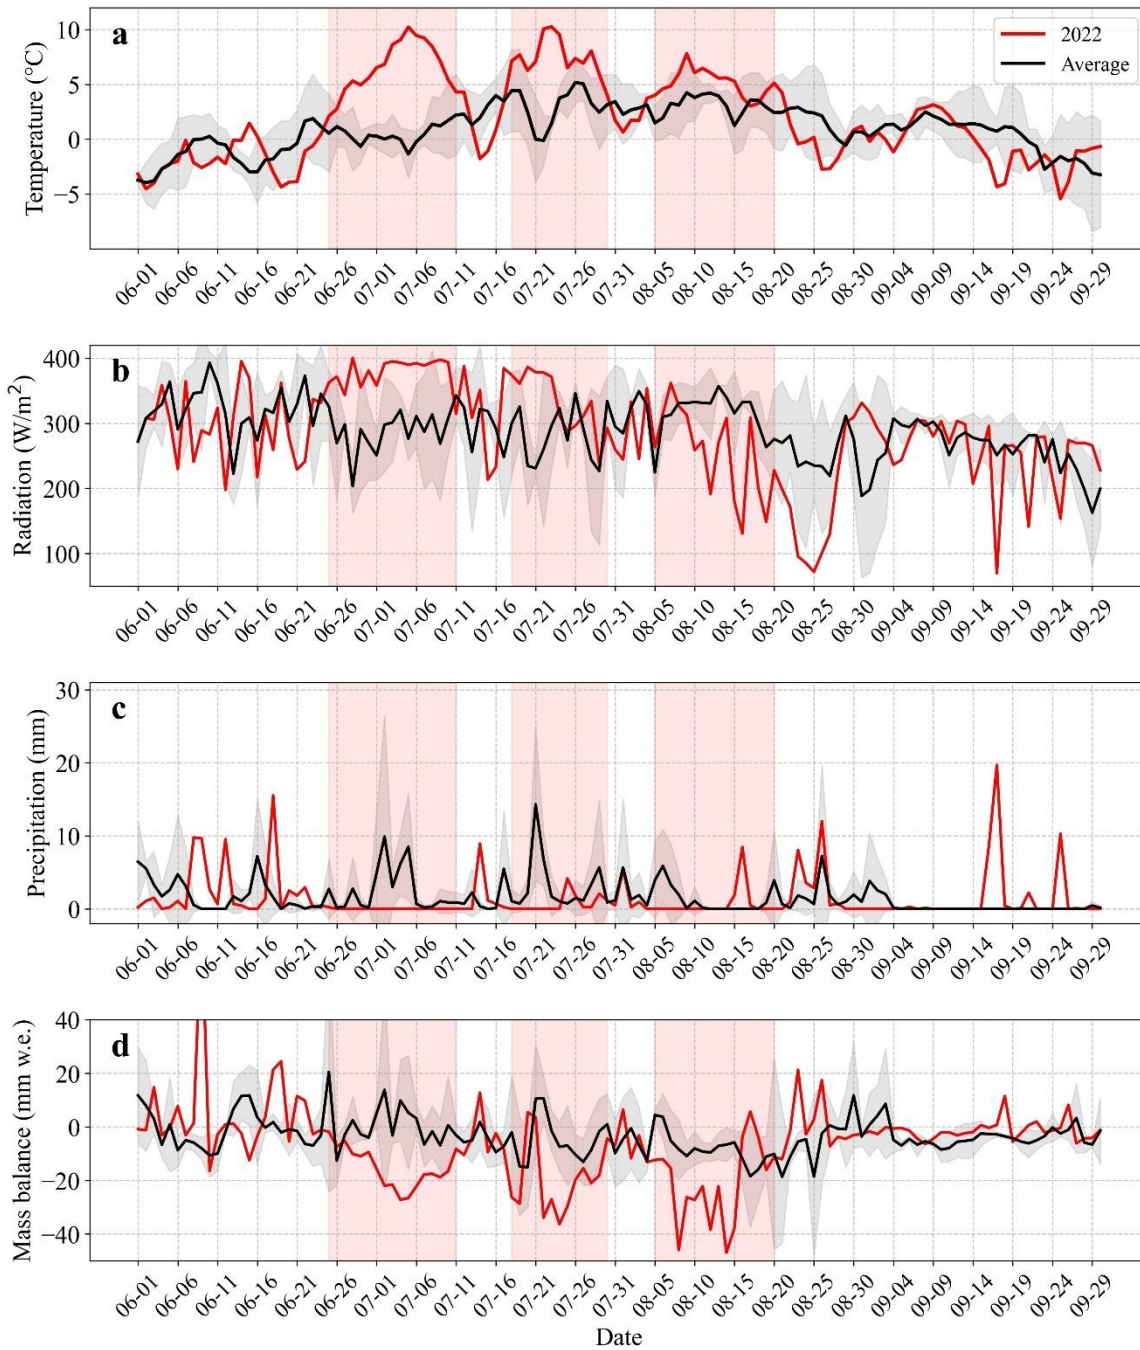 a
2022
Average
Temperature (°C)
10
5
0
−5
06-01 06-06 06-11 06-16 06-21 06-26 07-01 07-06 07-11 07-16 07-21 07-26 07-31 08-05 08-10 08-15 08-20 08-25 08-30 09-04 09-09 09-14 09-19 09-24 09-29
b
Radiation (W/m²)
400
300
200
100
06-01 06-06 06-11 06-16 06-21 06-26 07-01 07-06 07-11 07-16 07-21 07-26 07-31 08-05 08-10 08-15 08-20 08-25 08-30 09-04 09-09 09-14 09-19 09-24 09-29
c
Precipitation (mm)
30
20
10
0
06-01 06-06 06-11 06-16 06-21 06-26 07-01 07-06 07-11 07-16 07-21 07-26 07-31 08-05 08-10 08-15 08-20 08-25 08-30 09-04 09-09 09-14 09-19 09-24 09-29
d
Mass balance (mm w.e.)
40
20
0
−20
−40
06-01 06-06 06-11 06-16 06-21 06-26 07-01 07-06 07-11 07-16 07-21 07-26 07-31 08-05 08-10 08-15 08-20 08-25 08-30 09-04 09-09 09-14 09-19 09-24 09-29
Date